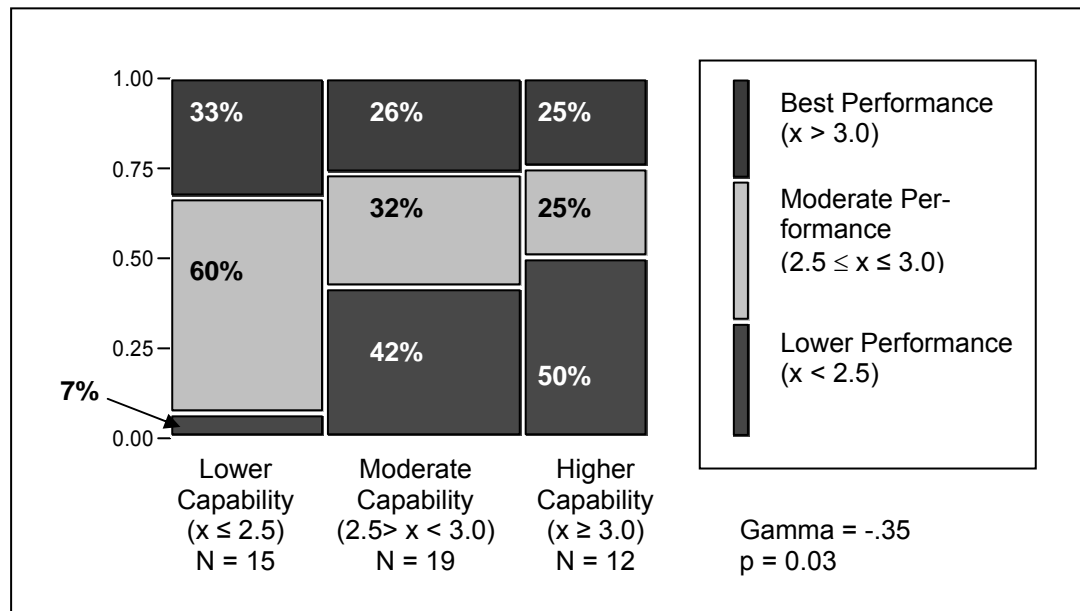 1.00
0.75
0.50
0.25
0.00
33%
26%
25%
60%
32%
25%
7%
42%
50%
Lower
Capability
(x ≤ 2.5)
N = 15
Moderate
Capability
(2.5> x < 3.0)
N = 19
Higher
Capability
(x ≥ 3.0)
N = 12
Best Performance
(x > 3.0)
Moderate Per-
formance
(2.5 ≤ x ≤ 3.0)
Lower Performance
(x < 2.5)
Gamma = -.35
p = 0.03